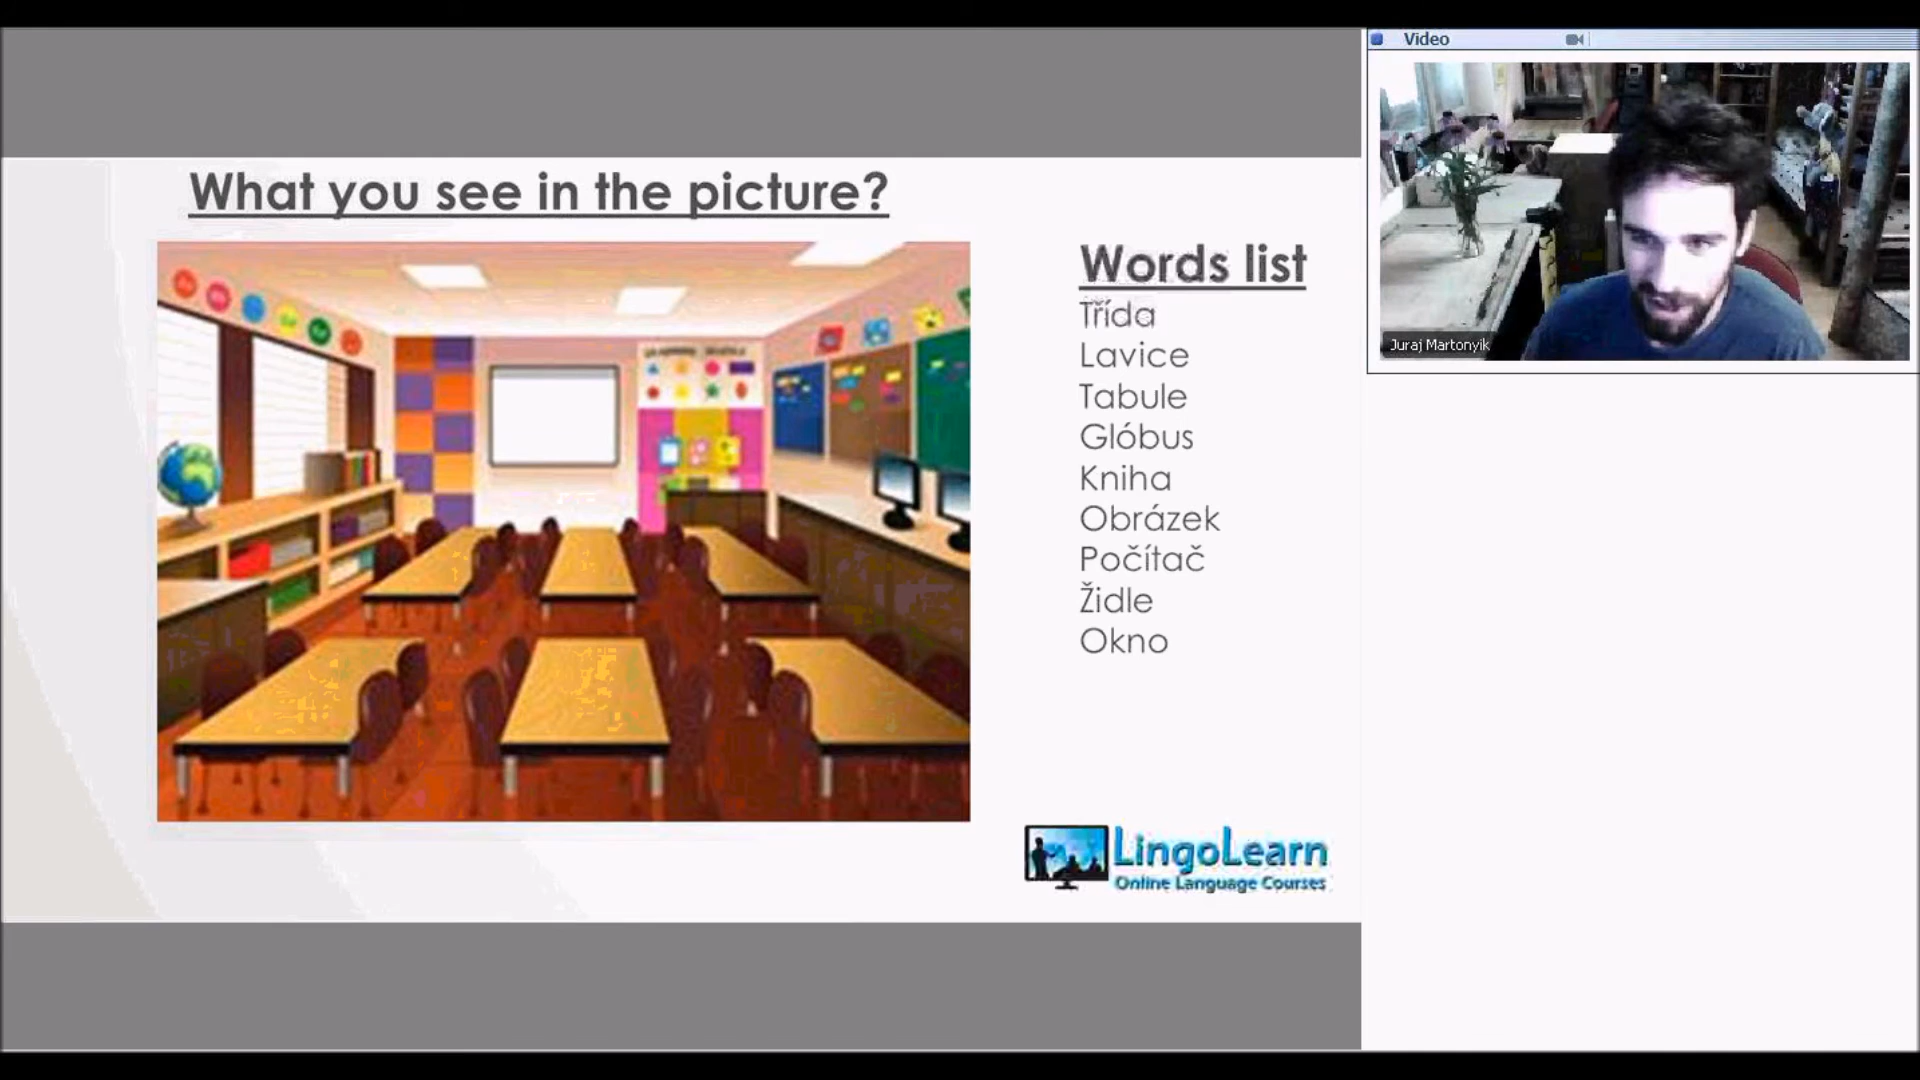 What you see in the picture?
Words list
Třída
Lavice
Tabule
Glóbus
Kniha
Obrázek
Počítač
Židle
Okno
LingoLearn
Online Language Courses
Video
Juraj Martonyik